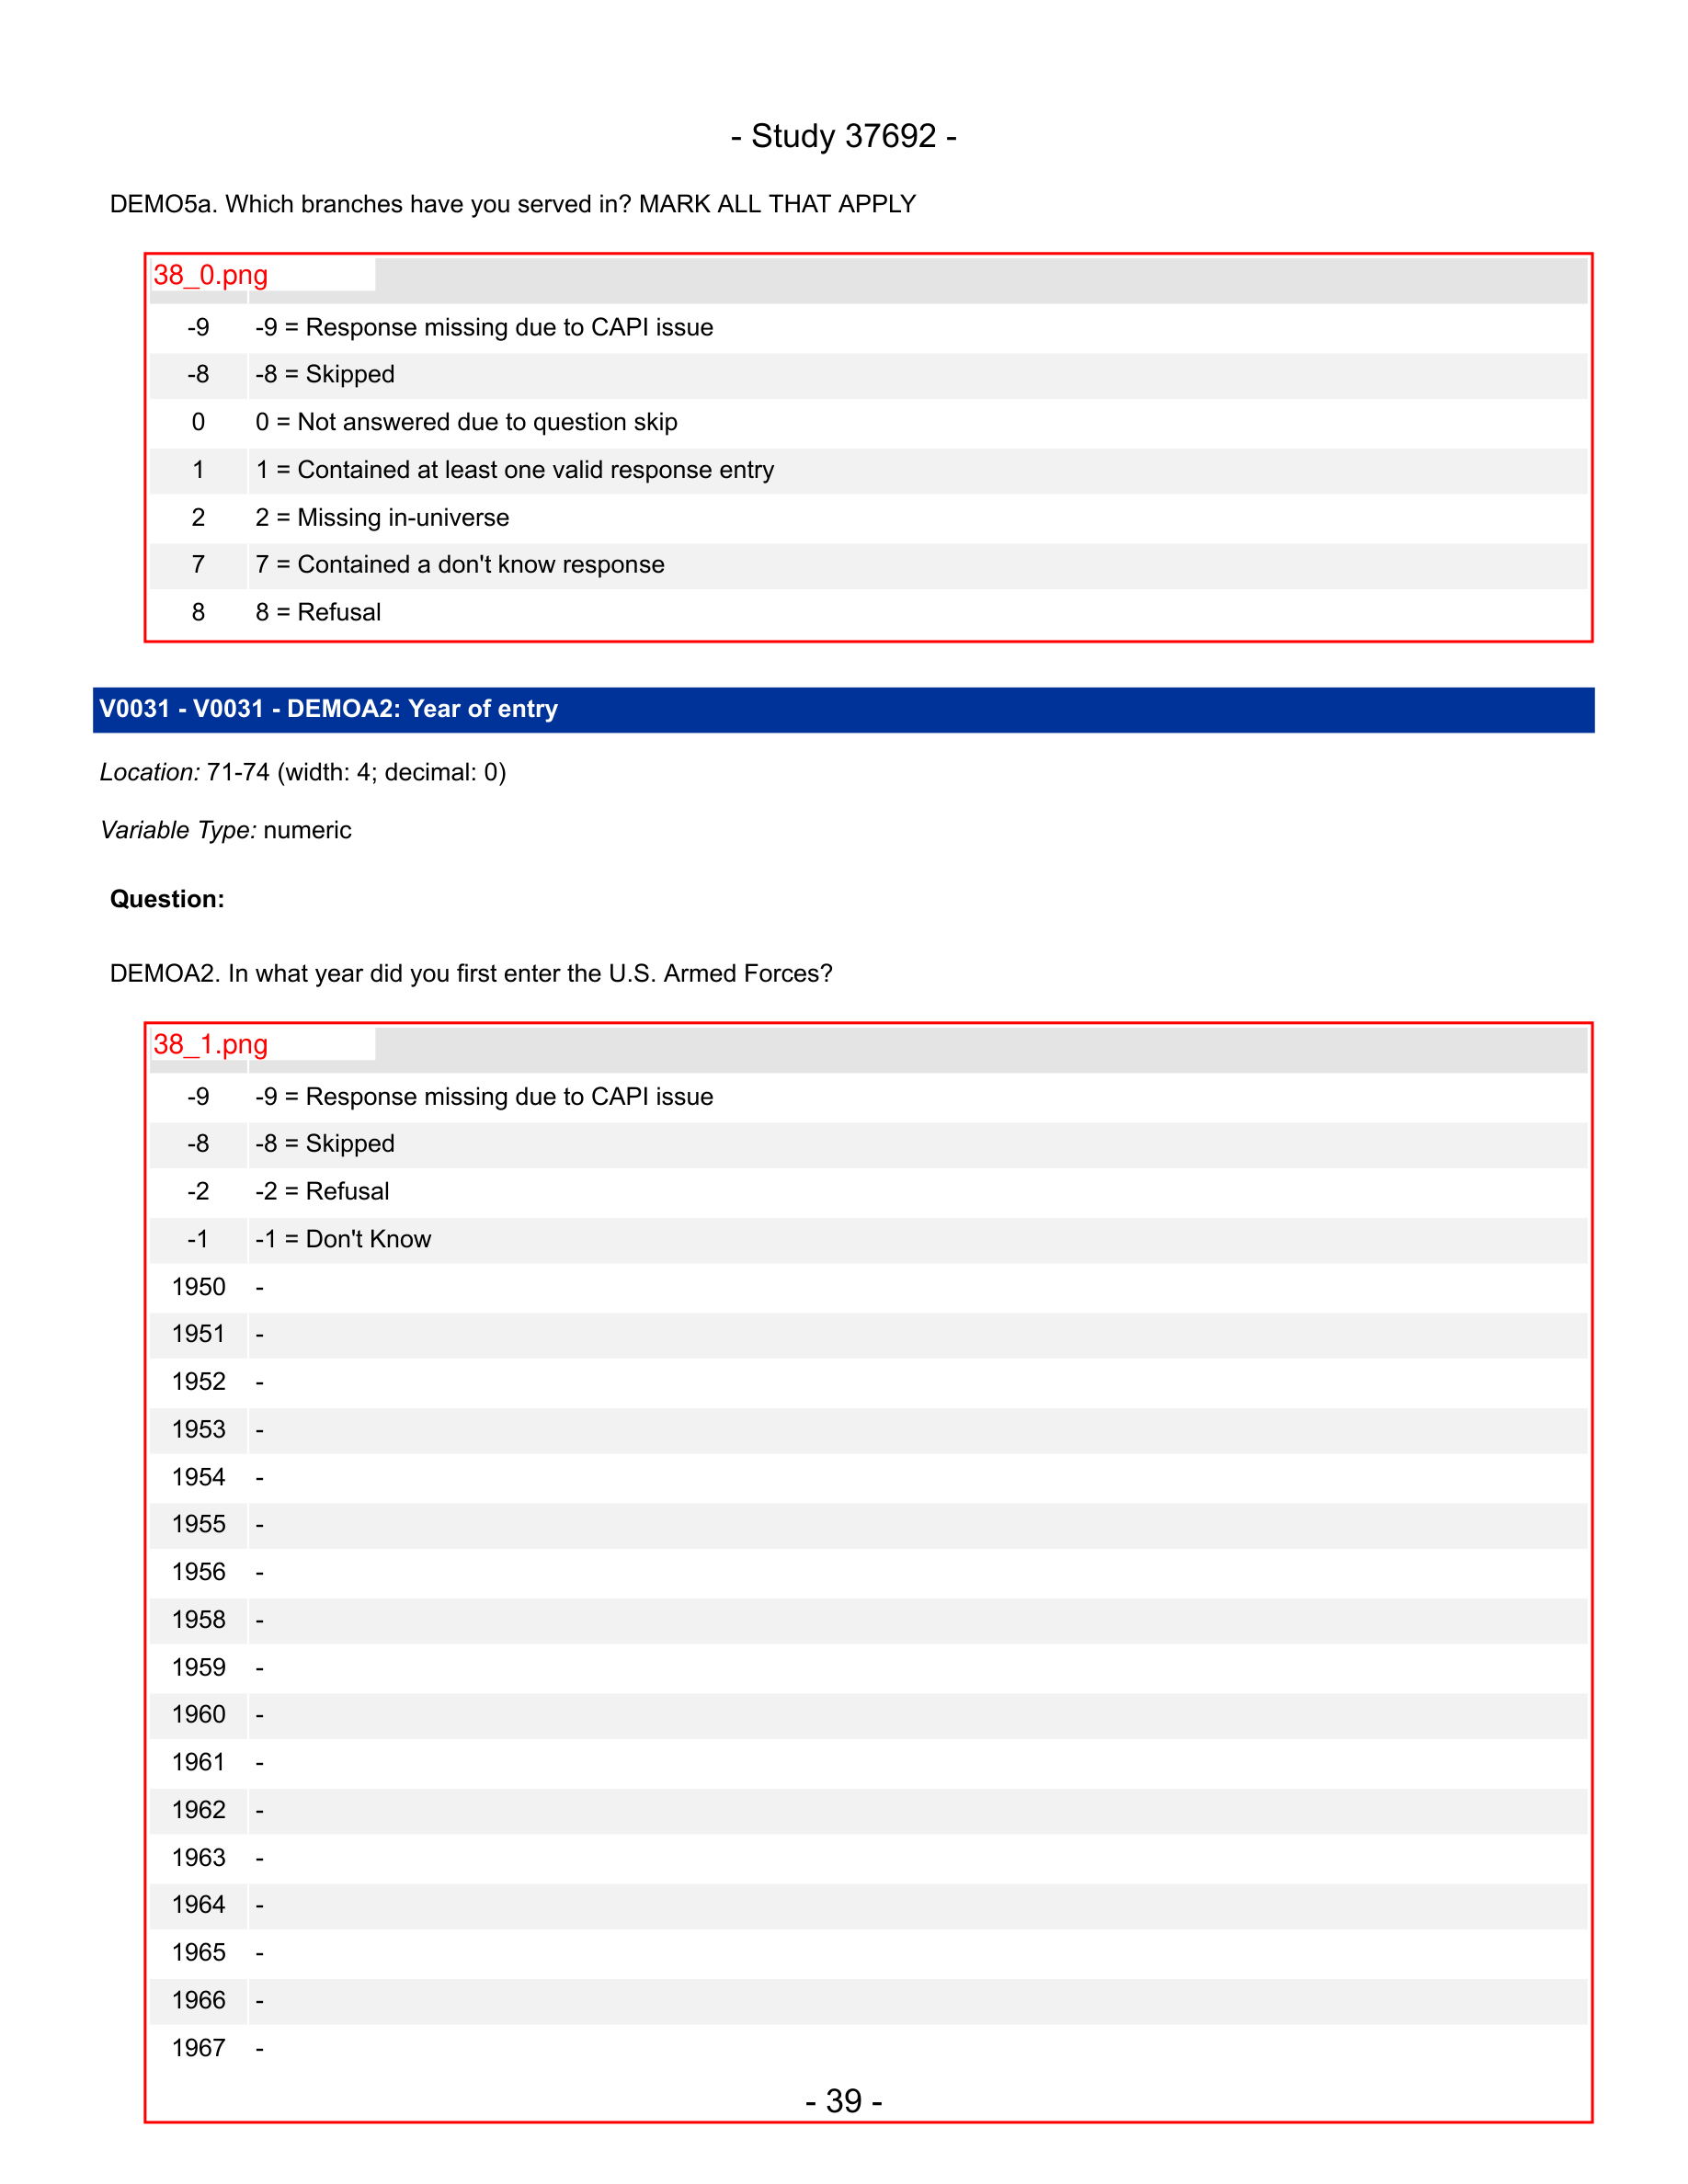 - Study 37692 -
DEMO5a. Which branches have you served in? MARK ALL THAT APPLY
38_0.png
-9 -9 = Response missing due to CAPI issue
-8 -8 = Skipped
0 0 = Not answered due to question skip
1 1 = Contained at least one valid response entry
2 2 = Missing in-universe
7 7 = Contained a don't know response
8 8 = Refusal
V0031 - V0031 - DEMOA2: Year of entry
Location: 71-74 (width: 4; decimal: 0)
Variable Type: numeric
Question:
DEMOA2. In what year did you first enter the U.S. Armed Forces?
38_1.png
-9 -9 = Response missing due to CAPI issue
-8 -8 = Skipped
-2 -2 = Refusal
-1 -1 = Don't Know
1950 -
1951 -
1952 -
1953 -
1954 -
1955 -
1956 -
1958 -
1959 -
1960 -
1961 -
1962 -
1963 -
1964 -
1965 -
1966 -
1967 -
- 39 -